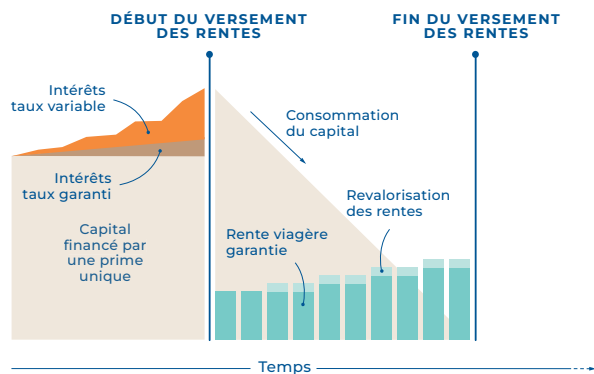 DÉBUT DU VERSEMENT
DES RENTES
FIN DU VERSEMENT
DES RENTES
Intérêts
taux variable
Consommation
du capital
Intérêts
taux garanti
Revalorisation
des rentes
Capital
financé par
une prime
unique
Rente viagère
garantie
Temps